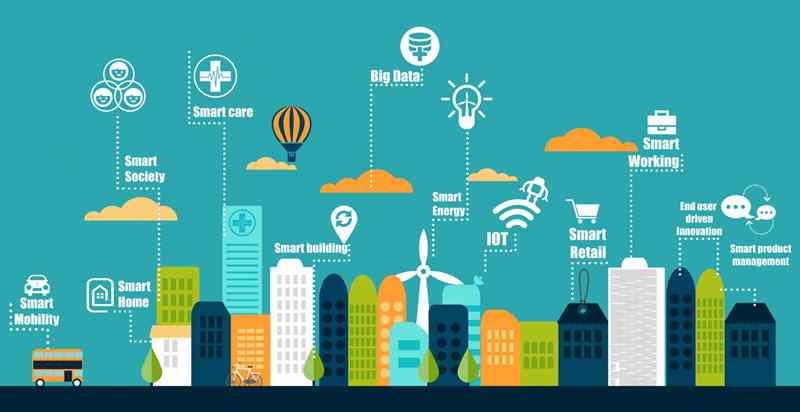 Big Data
Smart care
Smart
Society
Smart
Working
Smart
Energy
End user
driven
Innovation
IOT
Smart
Retail
Smart building
Smart product
management
Smart
Home
Smart
Mobility